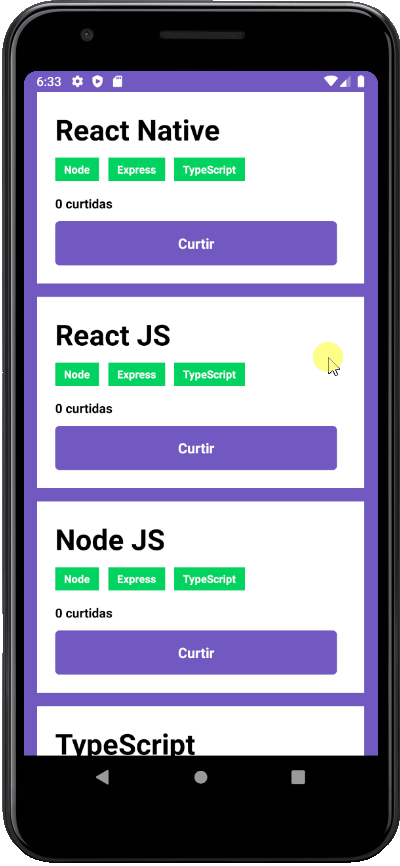 6:33
React Native
Node Express TypeScript
0 curtidas
Curtir
React JS
Node Express TypeScript
0 curtidas
Curtir
Node JS
Node Express TypeScript
0 curtidas
Curtir
TypeScript